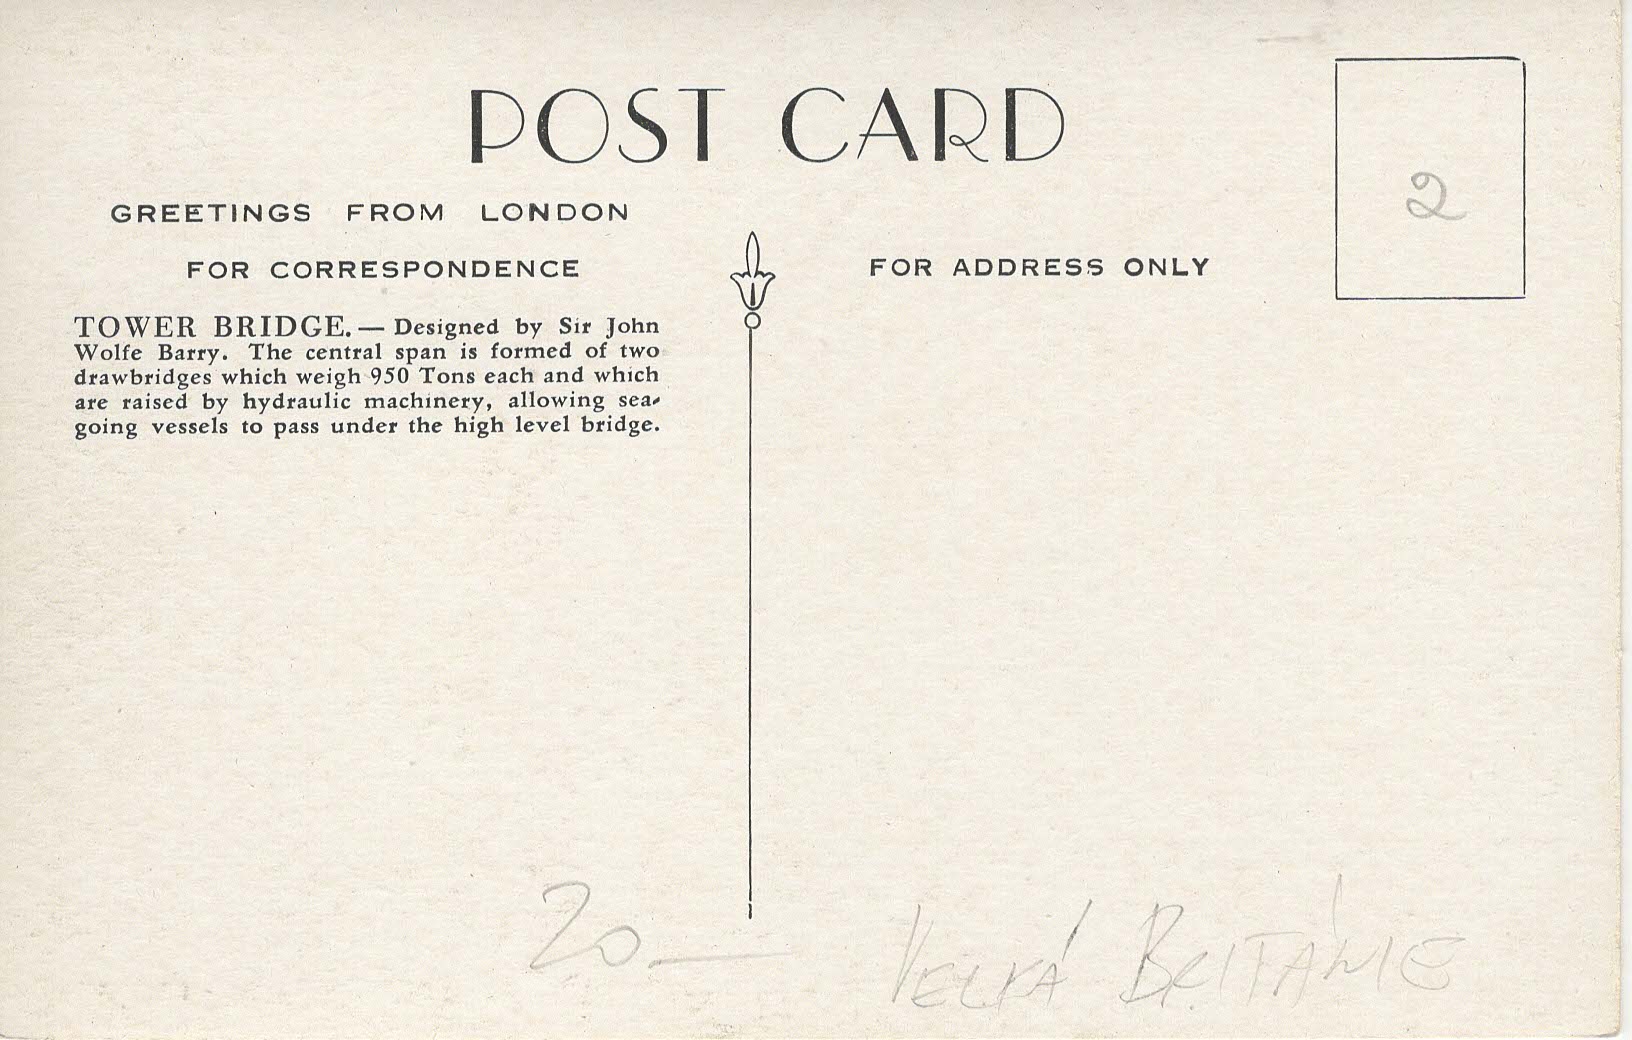 POST CARD
GREETINGS FROM LONDON
FOR CORRESPONDENCE
FOR ADDRESS ONLY
2
TOWER BRIDGE. — Designed by Sir John
Wolfe Barry. The central span is formed of two
drawbridges which weigh 950 Tons each and which
are raised by hydraulic machinery, allowing sea-
going vessels to pass under the high level bridge.
20—
VELKÁ BRITÁNIE